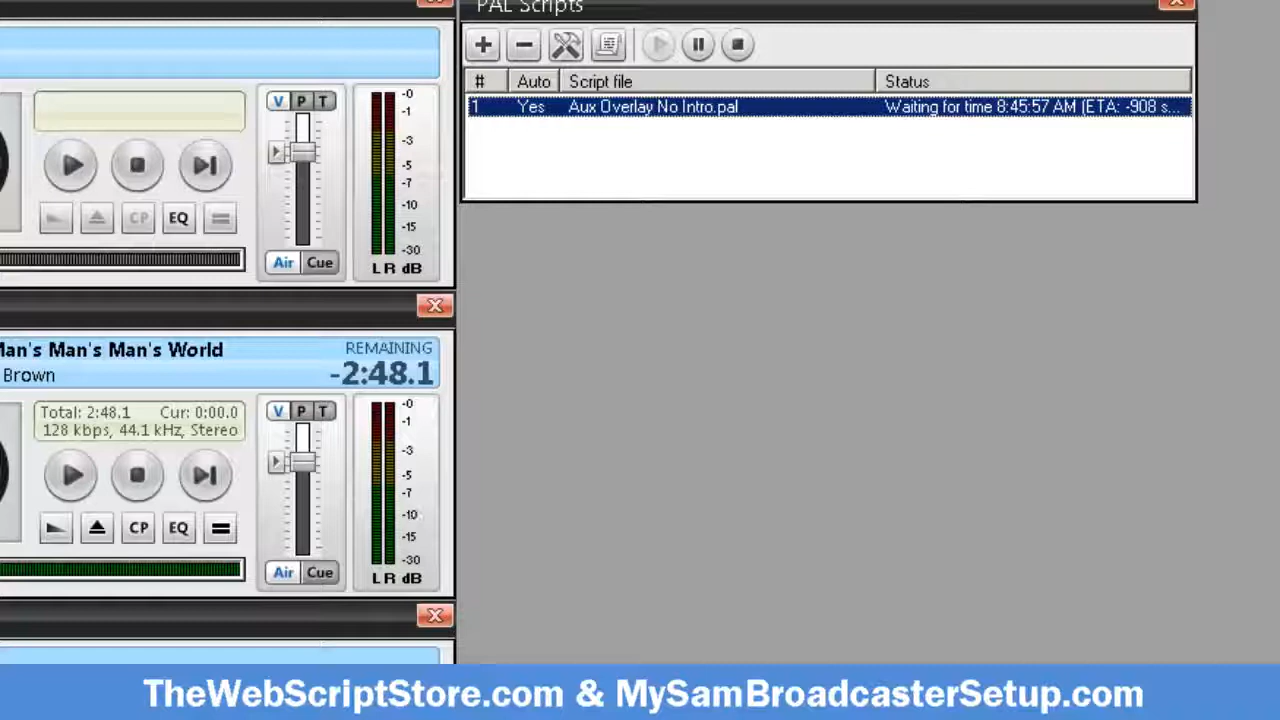 PAL Scripts
# Auto Script file Status
1 Yes Aux Overlay No Intro.pal Waiting for time 8:45:57 AM (ETA: -908 s...
V P T
-0
-1
-3
-5
-7
-10
-15
-30
CP EQ
Air Cue
L R dB
Man's Man's Man's World
REMAINING
Brown
-2:48.1
Total: 2:48.1 Cur: 0:00.0
128 kbps, 44.1 kHz, Stereo
V P T
-0
-1
-3
-5
-7
-10
-15
-30
CP EQ
Air Cue
L R dB
TheWebScriptStore.com & MySamBroadcasterSetup.com